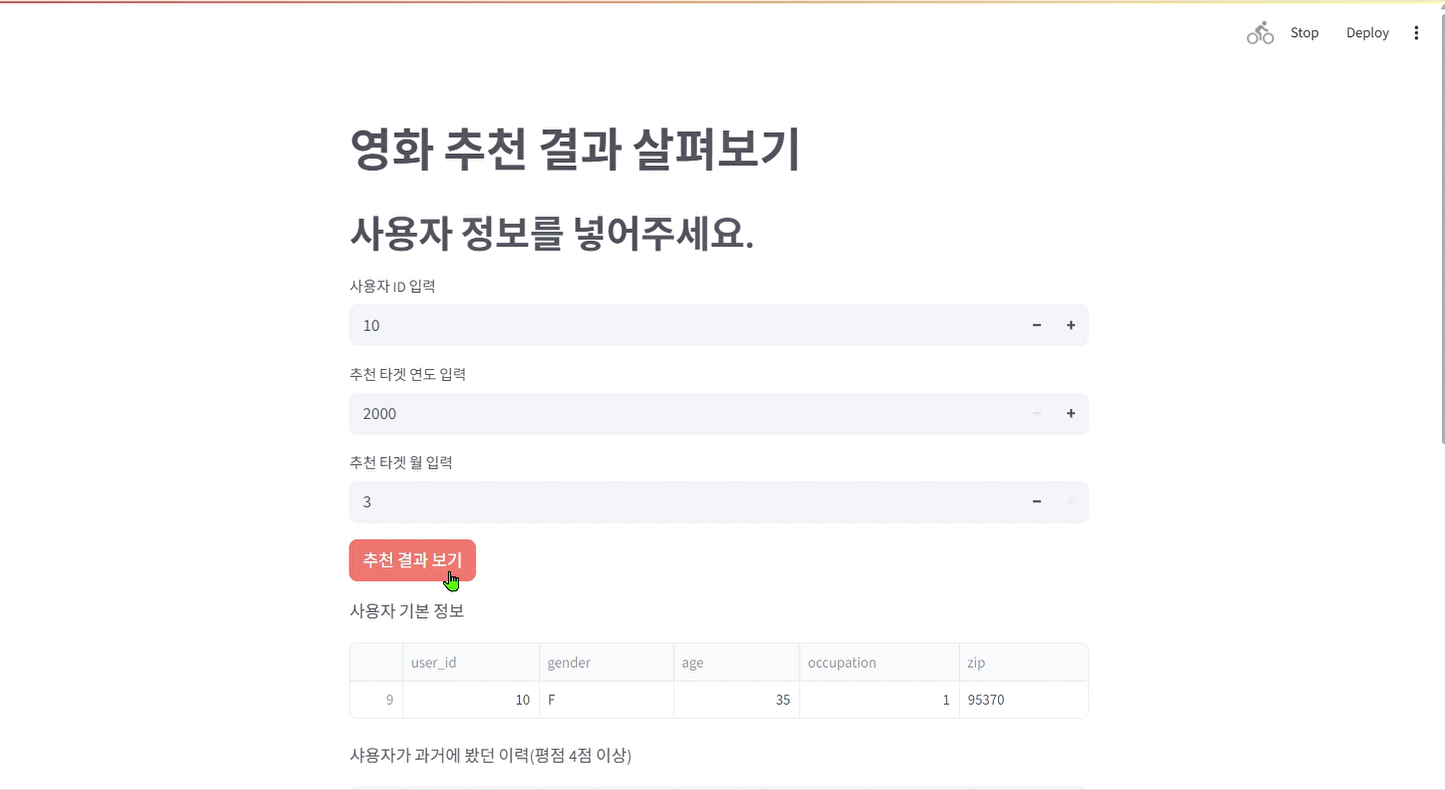 Stop Deploy
영화 추천 결과 살펴보기
사용자 정보를 넣어주세요.
사용자 ID 입력
10
추천 타겟 연도 입력
2000
추천 타겟 월 입력
3
추천 결과 보기
사용자 기본 정보
user_id gender age occupation zip
9 10 F 35 1 95370
샤용자가 과거에 봤던 이력(평점 4점 이상)